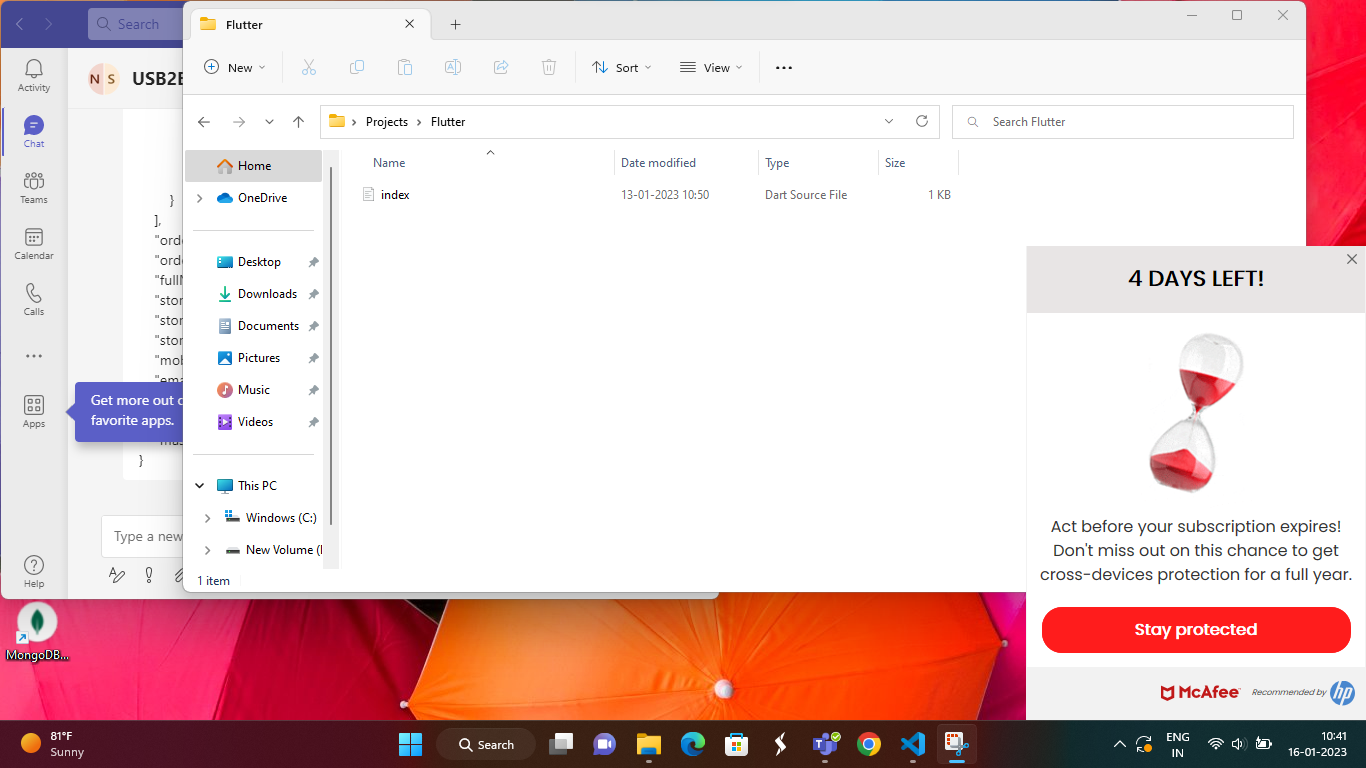 Search
Activity
Chat
Teams
Calendar
Calls
Apps
Help
NS
USB2B
}
],
"orde
"orde
"fullN
"stor
"stor
"stor
"mob
"ema
}
Get more out o
favorite apps.
Type a new
Flutter
New
Sort
View
Projects
Flutter
Search Flutter
Home
OneDrive
Desktop
Downloads
Documents
Pictures
Music
Videos
This PC
Windows (C:)
New Volume (
Name Date modified Type Size
index 13-01-2023 10:50 Dart Source File 1 KB
1 item
4 DAYS LEFT!
Act before your subscription expires!
Don't miss out on this chance to get
cross-devices protection for a full year.
Stay protected
McAfee™ Recommended by hp
MongoDB...
81°F
Sunny
Search
ENG
IN
10:41
16-01-2023